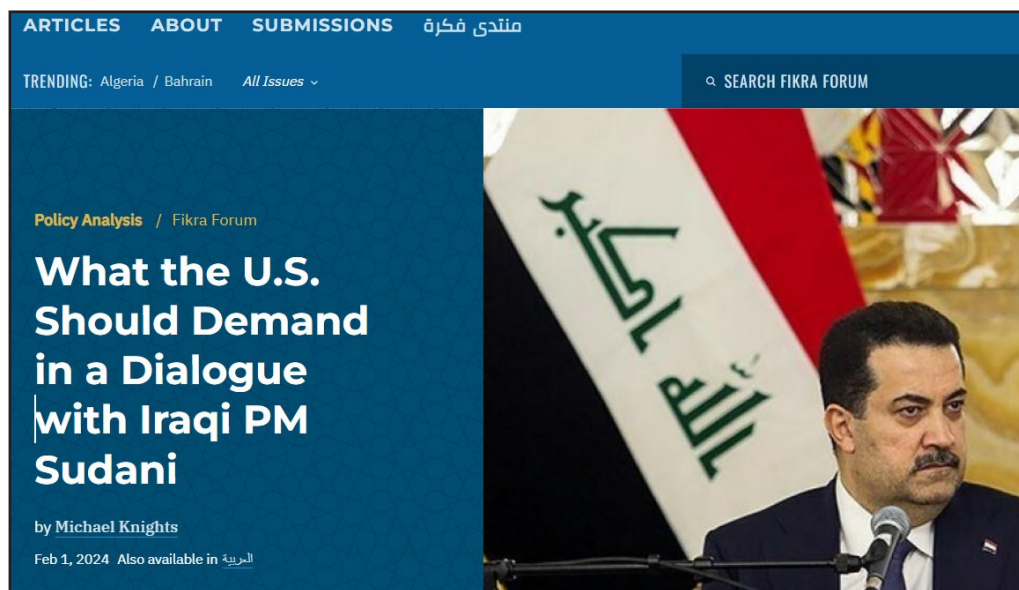 ARTICLES ABOUT SUBMISSIONS منتدى فكرة
TRENDING: Algeria / Bahrain All Issues
SEARCH FIKRA FORUM
Policy Analysis / Fikra Forum
What the U.S.
Should Demand
in a Dialogue
with Iraqi PM
Sudani
by Michael Knights
Feb 1, 2024 Also available in العربية
الله أكبر